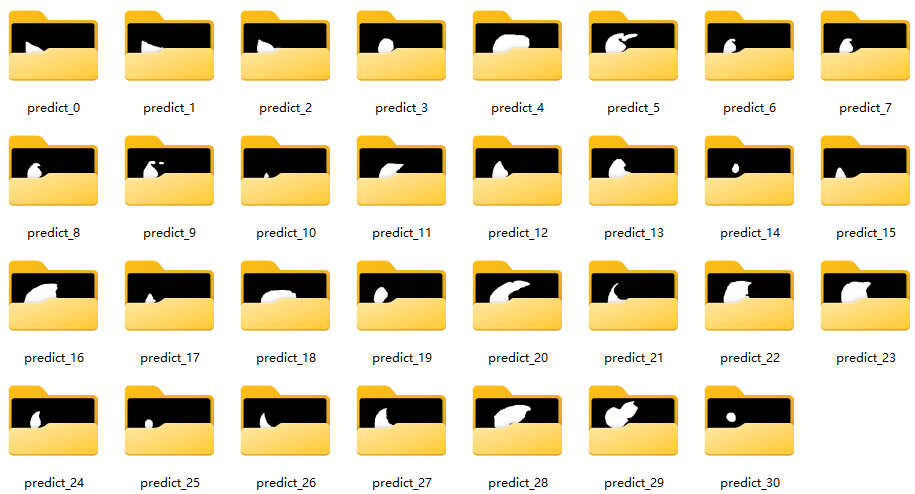 predict_0 predict_1 predict_2 predict_3 predict_4 predict_5 predict_6 predict_7
predict_8 predict_9 predict_10 predict_11 predict_12 predict_13 predict_14 predict_15
predict_16 predict_17 predict_18 predict_19 predict_20 predict_21 predict_22 predict_23
predict_24 predict_25 predict_26 predict_27 predict_28 predict_29 predict_30